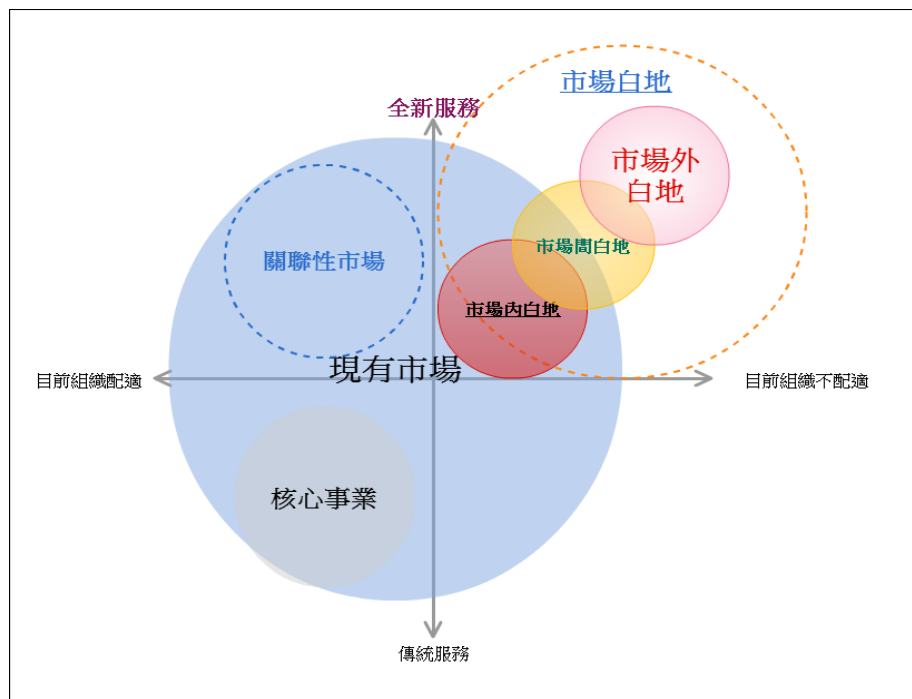 市場白地
全新服務
市場外
白地
市場間白地
關聯性市場
市場內白地
現有市場
目前組織配適
目前組織不配適
核心事業
傳統服務